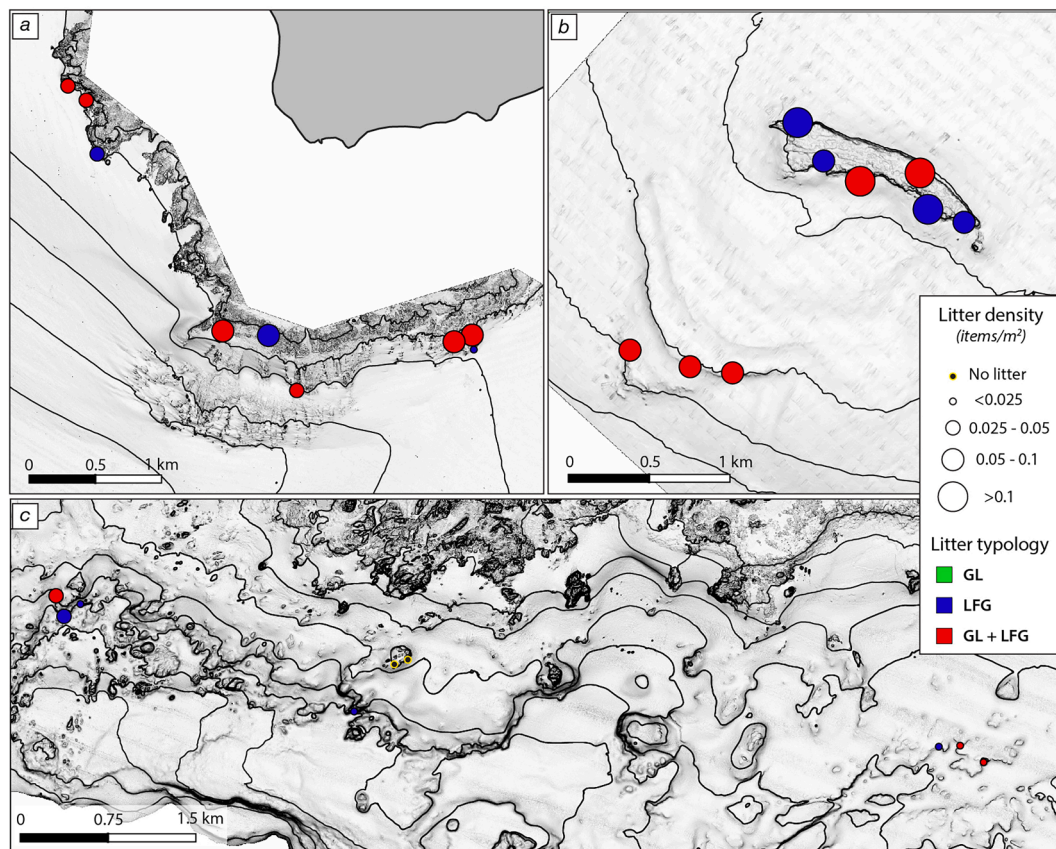 a
b
0 0.5 1 km
0 0.5 1 km
Litter density
(items/m²)
No litter
<0.025
0.025 - 0.05
0.05 - 0.1
>0.1
Litter typology
GL
LFG
GL + LFG
c
0 0.75 1.5 km